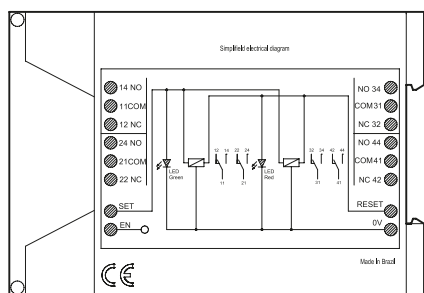 Simplifield electrical diagram
14 NO
11COM
12 NC
24 NO
21COM
22 NC
SET
EN
NO 34
COM31
NC 32
NO 44
COM41
NC 42
RESET
0V
LED
Green
12 14
11
22 24
21
LED
Red
32 34
31
42 44
41
CE
Made In Brazil